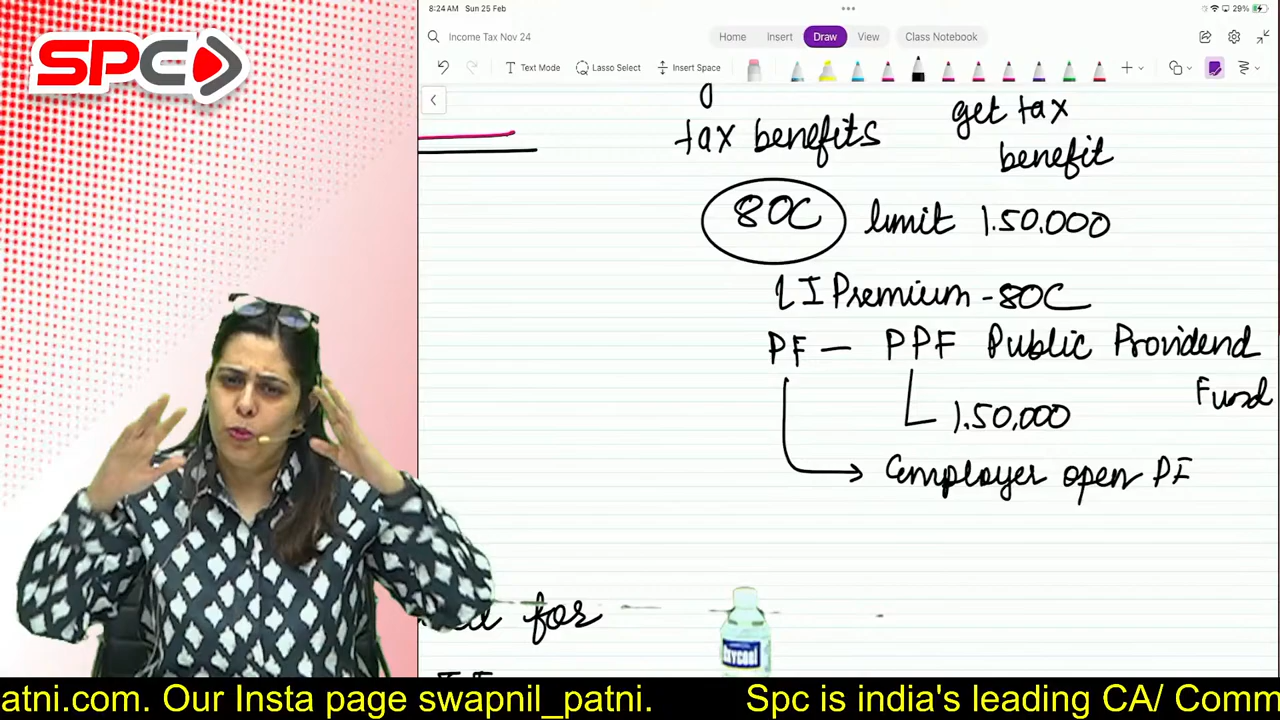 8:24 AM Sun 25 Feb
29%
SPC
Income Tax Nov 24
Home Insert Draw View Class Notebook
Text Mode Lasso Select Insert Space
tax benefits
get tax
benefit
80C limit 1.50.000
LI Premium - 80C
PF - PPF Public Providend
Fund
1.50,000
employer open PF
for
OXYCOOL
atni.com. Our Insta page swapnil_patni. Spc is india's leading CA/ Comm